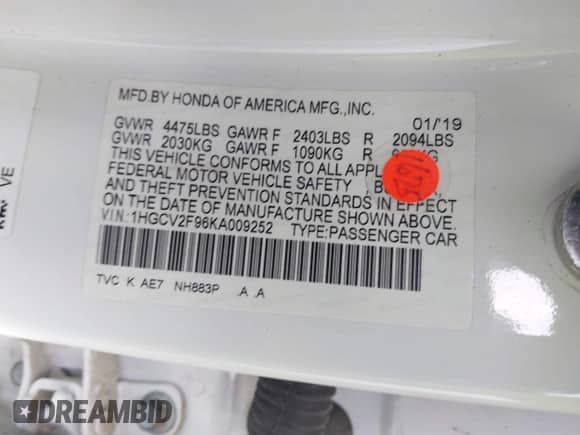 MFD.BY HONDA OF AMERICA MFG.,INC. 01/'19
GVWR 4475LBS GAWR F 2403LBS R 2094LBS
GVWR 2030KG GAWR F 1090KG R KG
THIS VEHICLE CONFORMS TO ALL
FEDERAL MOTOR VEHICLE SAFETY,
AND THEFT PREVENTION STANDARDS IN EFFECT
ON THE DATE OF MANUFACTURE SHOWN ABOVE.
V.I.N.:1HGCV2F96KA009252 TYPE:PASSENGER CAR
TVC K AE7 NH883P .A .A
VE
DREAMBID